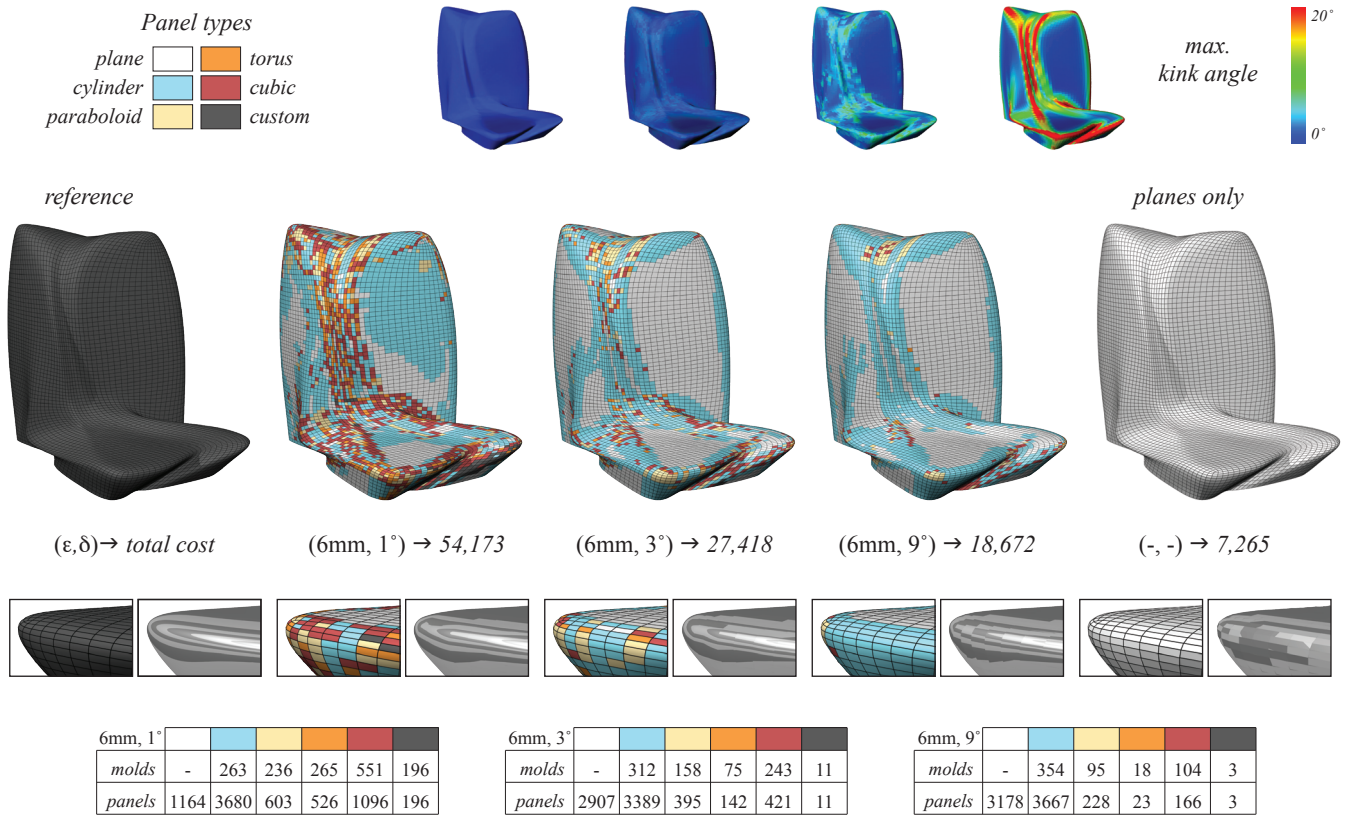 Panel types
plane torus
cylinder cubic
paraboloid custom
max.
kink angle
20˚
0˚
reference
planes only
(ε,δ)→ total cost
(6mm, 1˚) → 54,173
(6mm, 3˚) → 27,418
(6mm, 9˚) → 18,672
(-, -) → 7,265
6mm, 1˚
molds - 263 236 265 551 196
panels 1164 3680 603 526 1096 196
6mm, 3˚
molds - 312 158 75 243 11
panels 2907 3389 395 142 421 11
6mm, 9˚
molds - 354 95 18 104 3
panels 3178 3667 228 23 166 3